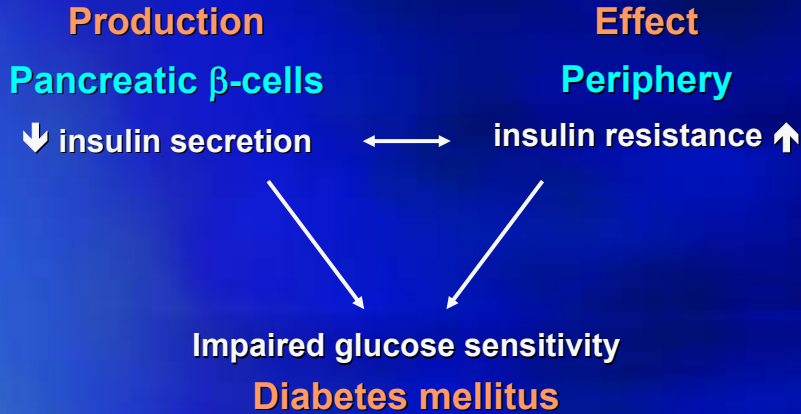 Production
Effect
Pancreatic β-cells
Periphery
↓ insulin secretion
insulin resistance ↑
Impaired glucose sensitivity
Diabetes mellitus